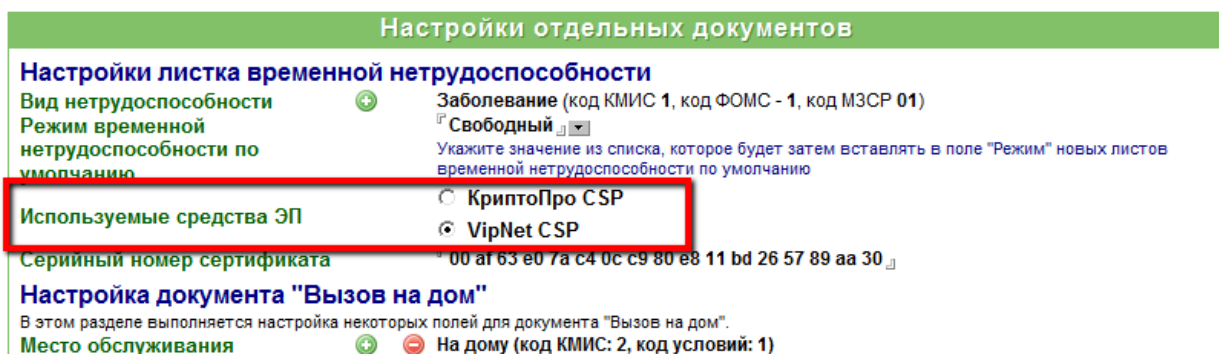 Настройки отдельных документов
Настройки листка временной нетрудоспособности
Вид нетрудоспособности Заболевание (код КМИС 1, код ФОМС - 1, код МЗСР 01)
Режим временной нетрудоспособности по умолчанию Свободный
Укажите значение из списка, которое будет затем вставлять в поле "Режим" новых листов
временной нетрудоспособности по умолчанию
Используемые средства ЭП
КриптоПро CSP
VipNet CSP
Серийный номер сертификата 00 af 63 e0 7a c4 0c c9 80 e8 11 bd 26 57 89 aa 30
Настройка документа "Вызов на дом"
В этом разделе выполняется настройка некоторых полей для документа "Вызов на дом".
Место обслуживания На дому (код КМИС: 2, код условий: 1)